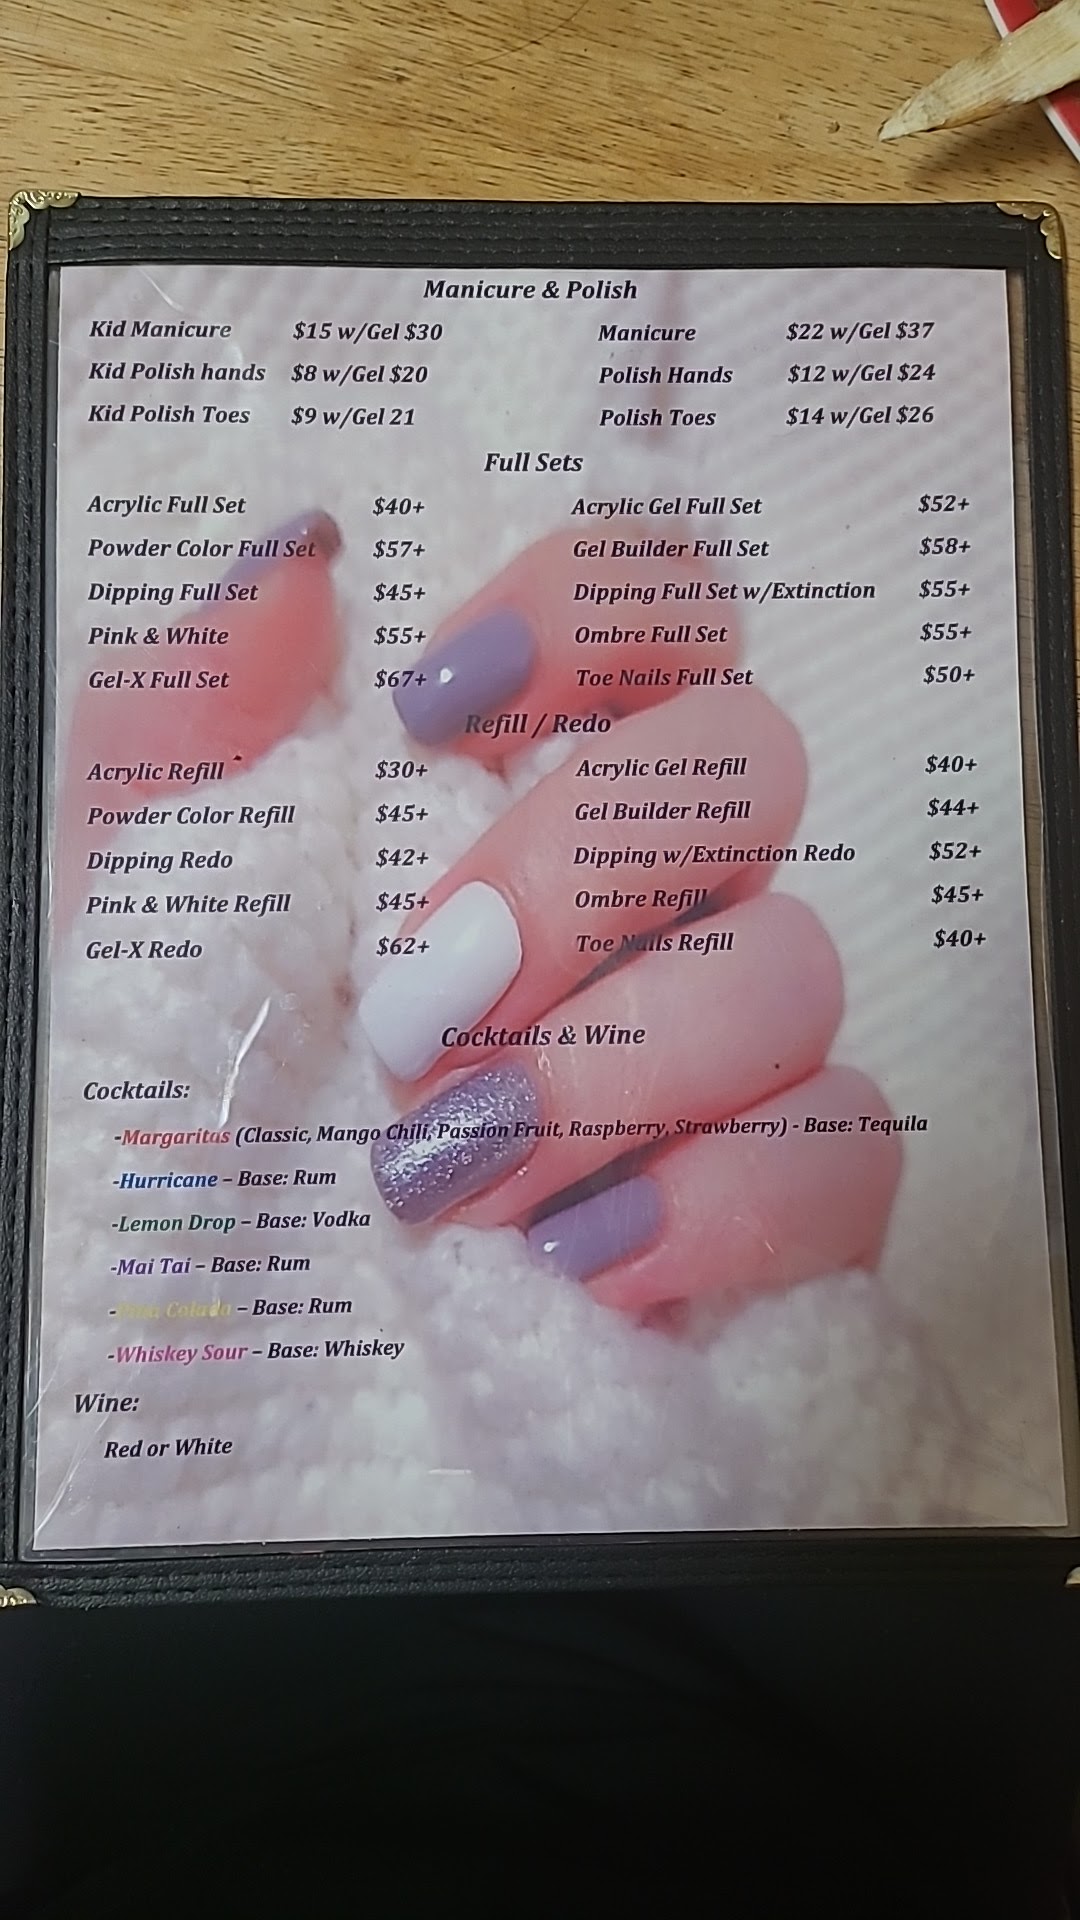 Manicure & Polish
Kid Manicure $15 w/Gel $30 Manicure $22 w/Gel $37
Kid Polish hands $8 w/Gel $20 Polish Hands $12 w/Gel $24
Kid Polish Toes $9 w/Gel 21 Polish Toes $14 w/Gel $26
Full Sets
Acrylic Full Set $40+ Acrylic Gel Full Set $52+
Powder Color Full Set $57+ Gel Builder Full Set $58+
Dipping Full Set $45+ Dipping Full Set w/Extinction $55+
Pink & White $55+ Ombre Full Set $55+
Gel-X Full Set $67+ Toe Nails Full Set $50+
Refill / Redo
Acrylic Refill $30+ Acrylic Gel Refill $40+
Powder Color Refill $45+ Gel Builder Refill $44+
Dipping Redo $42+ Dipping w/Extinction Redo $52+
Pink & White Refill $45+ Ombre Refill $45+
Gel-X Redo $62+ Toe Nails Refill $40+
Cocktails & Wine
Cocktails:
-Margaritas (Classic, Mango Chili, Passion Fruit, Raspberry, Strawberry) - Base: Tequila
-Hurricane – Base: Rum
-Lemon Drop – Base: Vodka
-Mai Tai – Base: Rum
-Pina Colada – Base: Rum
-Whiskey Sour – Base: Whiskey
Wine:
Red or White